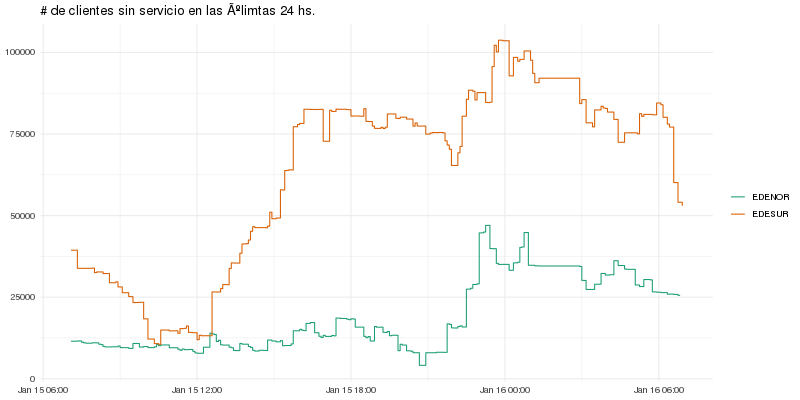 # de clientes sin servicio en las Ãºlimtas 24 hs.
100000
75000
50000
25000
0
Jan 15 06:00
Jan 15 12:00
Jan 15 18:00
Jan 16 00:00
Jan 16 06:00
EDENOR
EDESUR